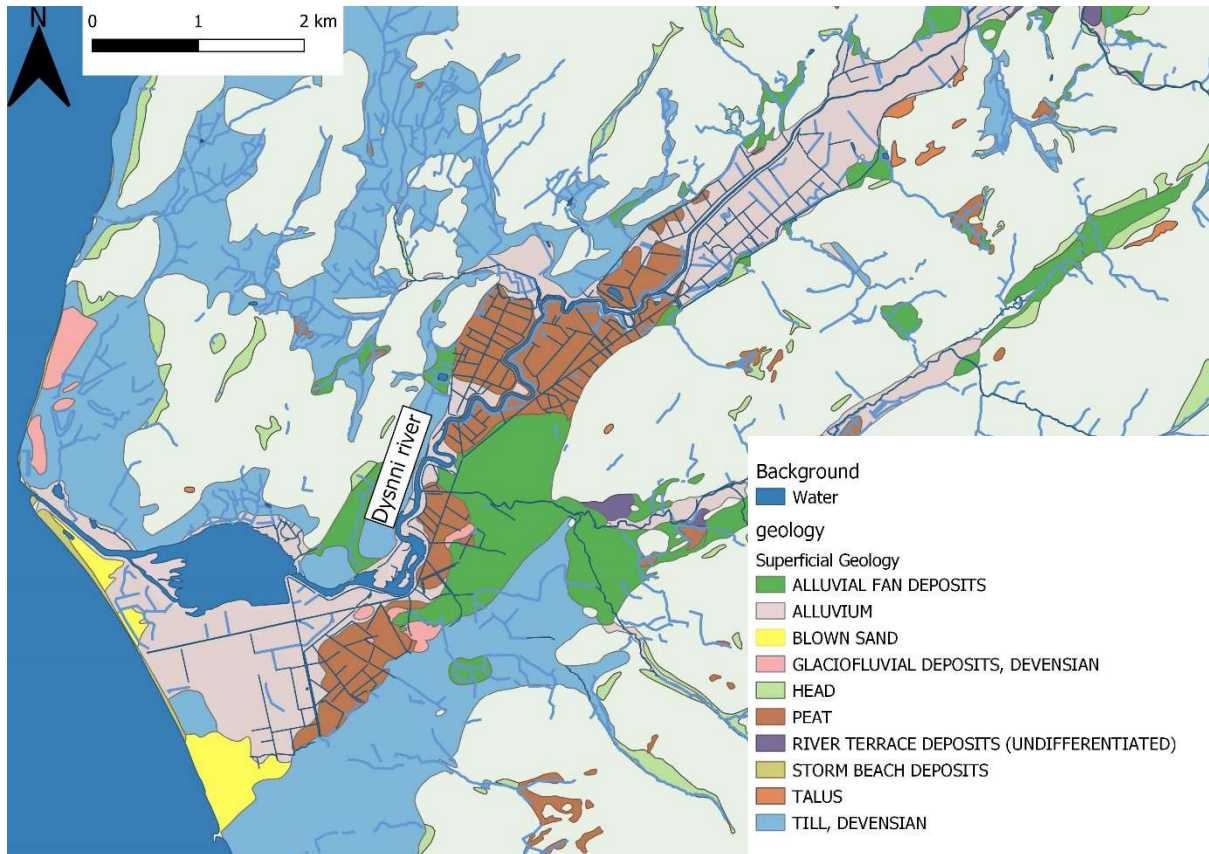 N
0 1 2 km
Dysnni river
Background
Water
geology
Superficial Geology
ALLUVIAL FAN DEPOSITS
ALLUVIUM
BLOWN SAND
GLACIOFLUVIAL DEPOSITS, DEVENSIAN
HEAD
PEAT
RIVER TERRACE DEPOSITS (UNDIFFERENTIATED)
STORM BEACH DEPOSITS
TALUS
TILL, DEVENSIAN